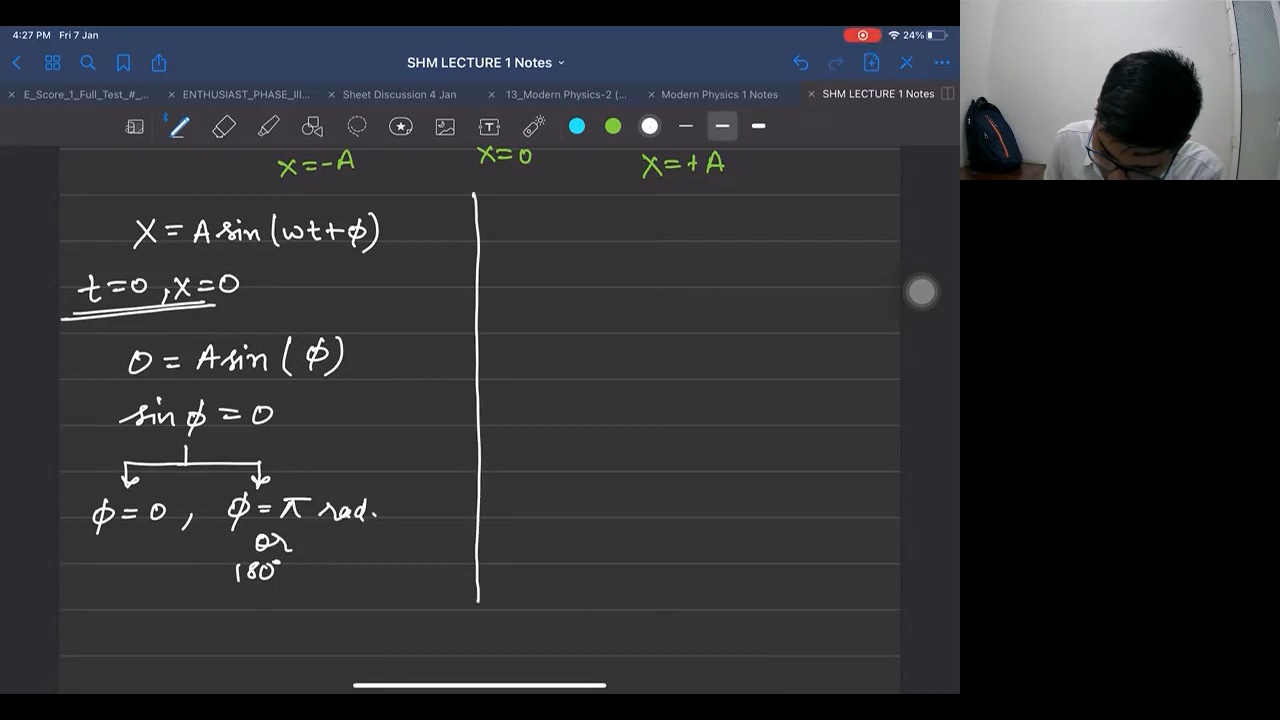 4:27 PM Fri 7 Jan
24%
SHM LECTURE 1 Notes
E_Score_1_Full_Test_#_...
ENTHUSIAST_PHASE_III...
Sheet Discussion 4 Jan
13_Modern Physics-2 (...
Modern Physics 1 Notes
SHM LECTURE 1 Notes
x=-A
x=0
x=+A
X = A sin(ωt+ϕ)
t=0, x=0
0 = A sin(ϕ)
sin ϕ = 0
ϕ=0, ϕ=π rad.
or
180°